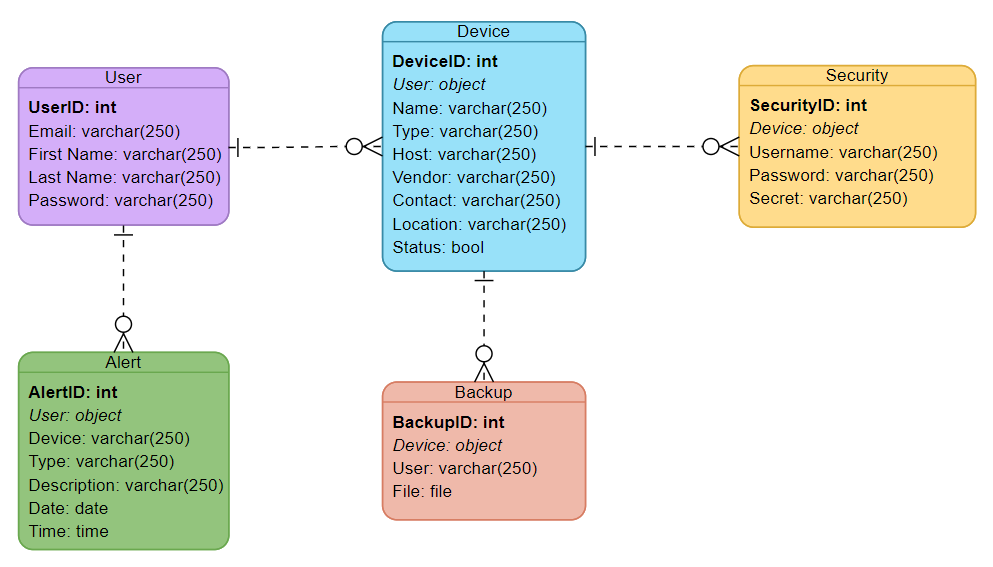 User
UserID: int
Email: varchar(250)
First Name: varchar(250)
Last Name: varchar(250)
Password: varchar(250)
Device
DeviceID: int
User: object
Name: varchar(250)
Type: varchar(250)
Host: varchar(250)
Vendor: varchar(250)
Contact: varchar(250)
Location: varchar(250)
Status: bool
Security
SecurityID: int
Device: object
Username: varchar(250)
Password: varchar(250)
Secret: varchar(250)
Alert
AlertID: int
User: object
Device: varchar(250)
Type: varchar(250)
Description: varchar(250)
Date: date
Time: time
Backup
BackupID: int
Device: object
User: varchar(250)
File: file